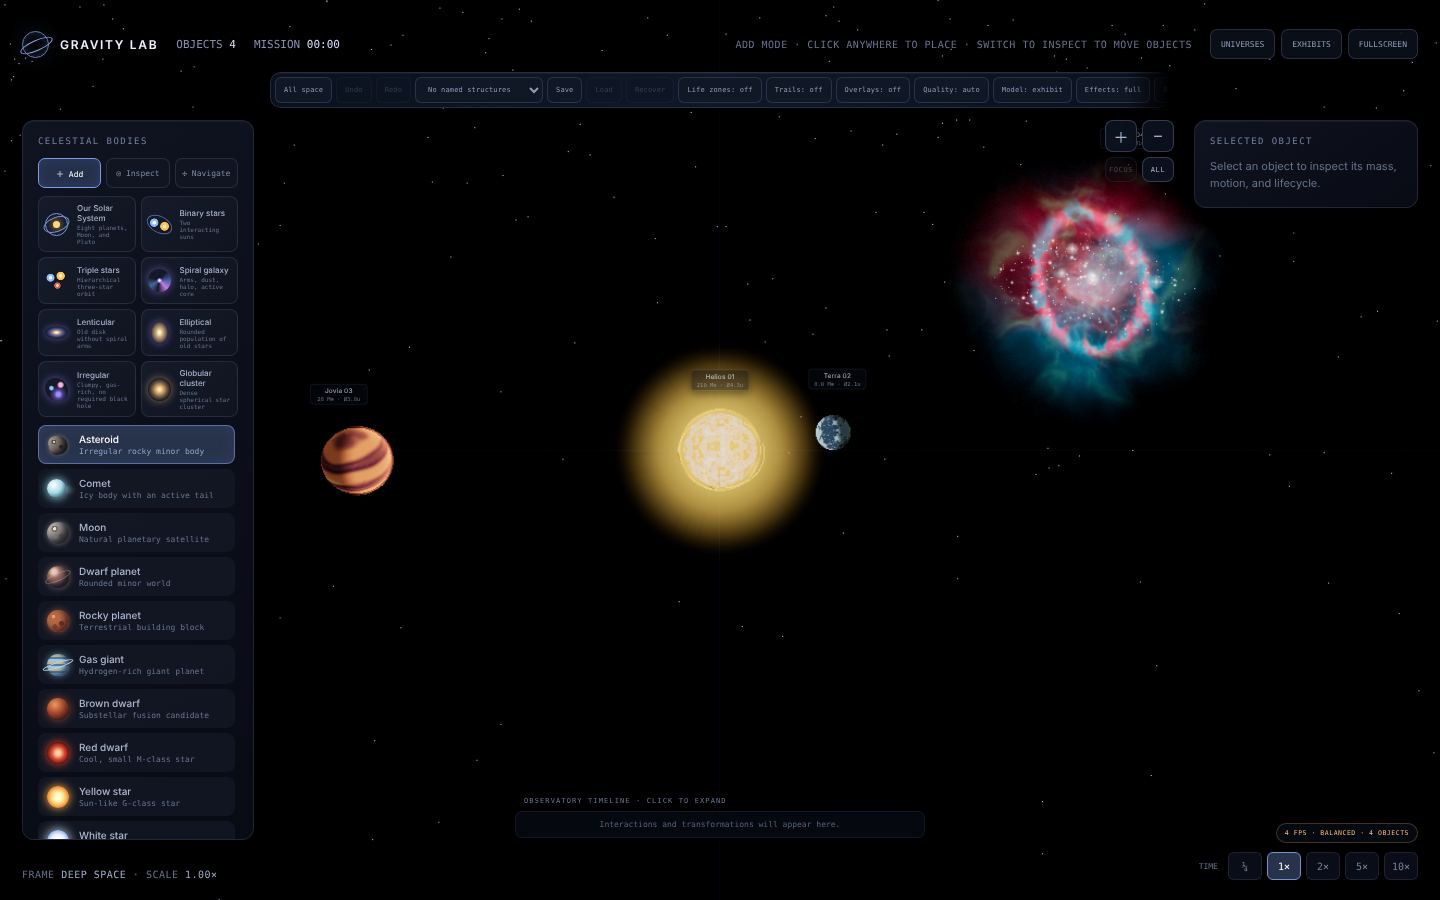 GRAVITY LAB
OBJECTS 4
MISSION 00:00
ADD MODE · CLICK ANYWHERE TO PLACE · SWITCH TO INSPECT TO MOVE OBJECTS
UNIVERSES
EXHIBITS
FULLSCREEN
All space
Undo
Redo
No named structures
Save
Load
Recover
Life zones: off
Trails: off
Overlays: off
Quality: auto
Model: exhibit
Effects: full
CELESTIAL BODIES
+ Add
◎ Inspect
✣ Navigate
Our Solar
System
Eight planets,
Moon, and
Pluto
Binary stars
Two
interacting
suns
Triple stars
Hierarchical
three-star
orbit
Spiral galaxy
Arms, dust,
halo, active
core
Lenticular
Old disk
without spiral
arms
Elliptical
Rounded
population of
old stars
Irregular
Clumpy, gas-
rich, no
required black
hole
Globular
cluster
Dense
spherical star
cluster
Asteroid
Irregular rocky minor body
Comet
Icy body with an active tail
Moon
Natural planetary satellite
Dwarf planet
Rounded minor world
Rocky planet
Terrestrial building block
Gas giant
Hydrogen-rich giant planet
Brown dwarf
Substellar fusion candidate
Red dwarf
Cool, small M-class star
Yellow star
Sun-like G-class star
White star
+
−
FOCUS
ALL
SELECTED OBJECT
Select an object to inspect its mass,
motion, and lifecycle.
Jovia 03
Helios 01
Terra 02
OBSERVATORY TIMELINE · CLICK TO EXPAND
Interactions and transformations will appear here.
4 FPS · BALANCED · 4 OBJECTS
FRAME DEEP SPACE · SCALE 1.00×
TIME
¼
1×
2×
5×
10×